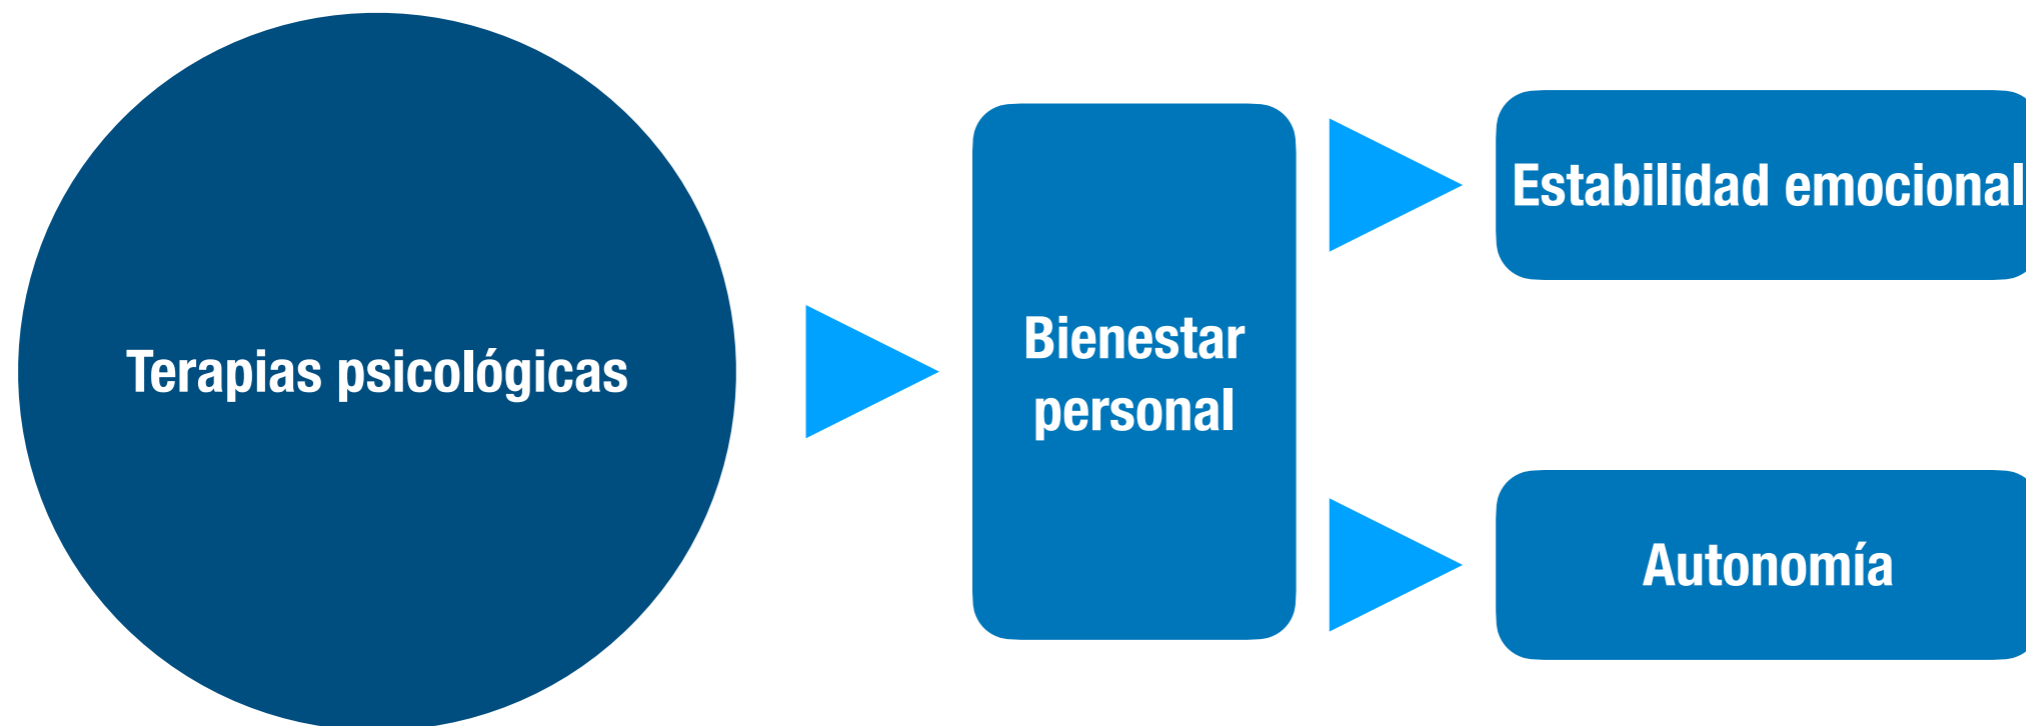 Terapias psicológicas
Bienestar
personal
Estabilidad emocional
Autonomía